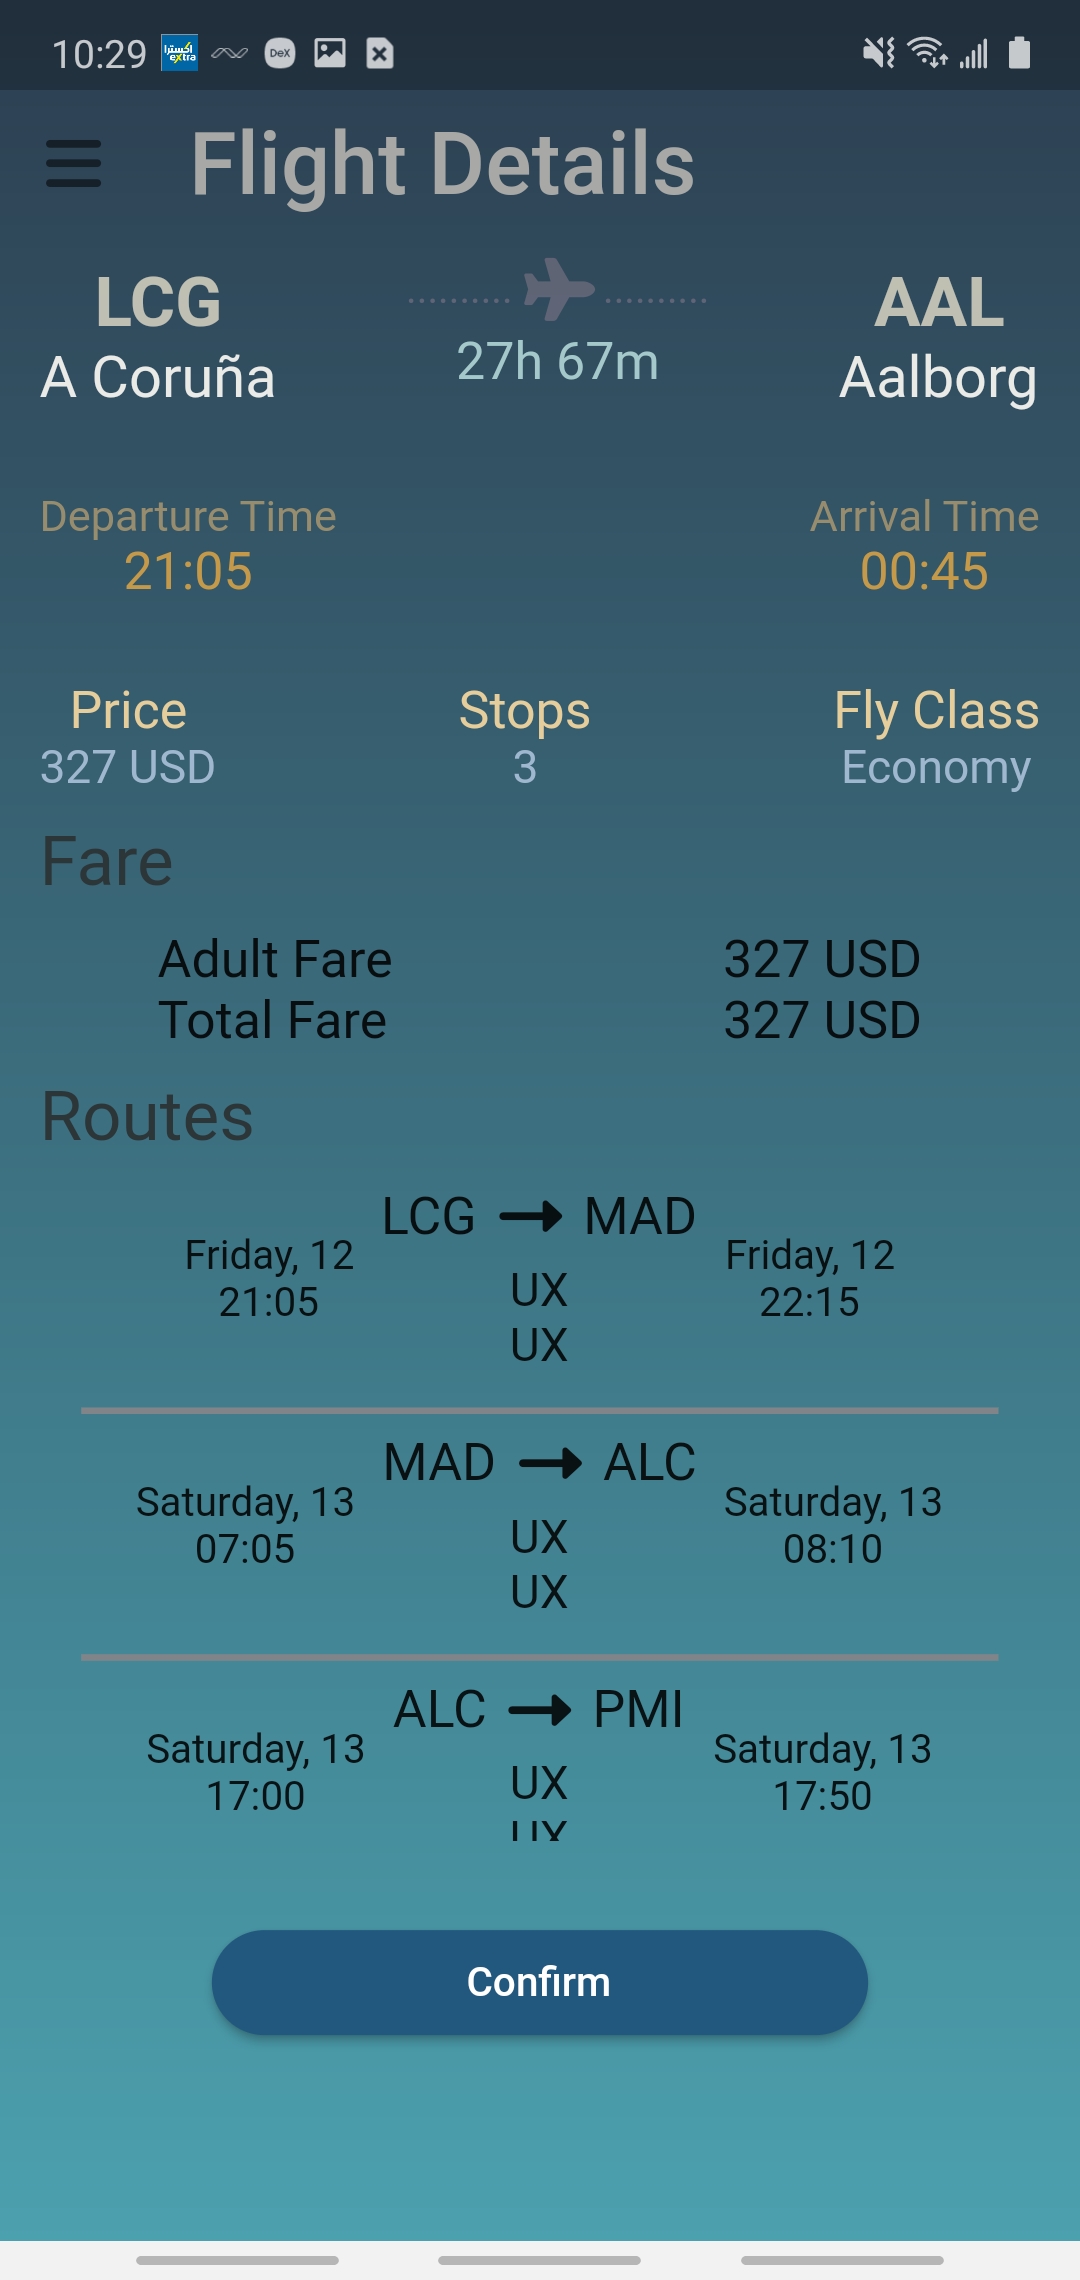 10:29 اكسترا extra DeX
Flight Details
LCG
A Coruña
27h 67m
AAL
Aalborg
Departure Time
21:05
Arrival Time
00:45
Price
327 USD
Stops
3
Fly Class
Economy
Fare
Adult Fare 327 USD
Total Fare 327 USD
Routes
LCG MAD
Friday, 12
21:05
UX
UX
Friday, 12
22:15
MAD ALC
Saturday, 13
07:05
UX
UX
Saturday, 13
08:10
ALC PMI
Saturday, 13
17:00
UX
UX
Saturday, 13
17:50
Confirm